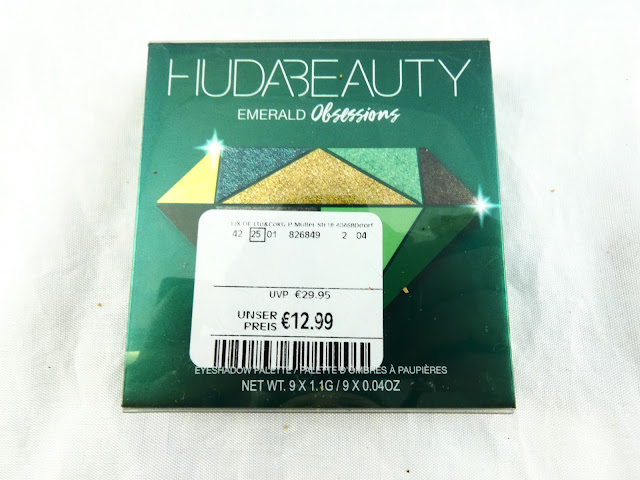 HUDABEAUTY
EMERALD Obsessions
42 25 01 826849 2 04
UVP €29.95
UNSER
PREIS €12.99
EYESHADOW PALETTE / PALETTE D'OMBRES À PAUPIÈRES
NET WT. 9 X 1.1G / 9 X 0.04OZ